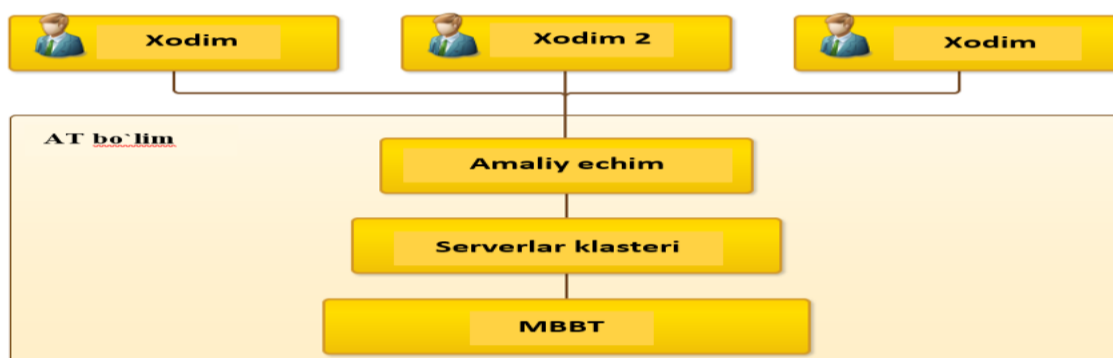 Xodim
Xodim 2
Xodim
AT bo`lim
Amaliy echim
Serverlar klasteri
MBBT